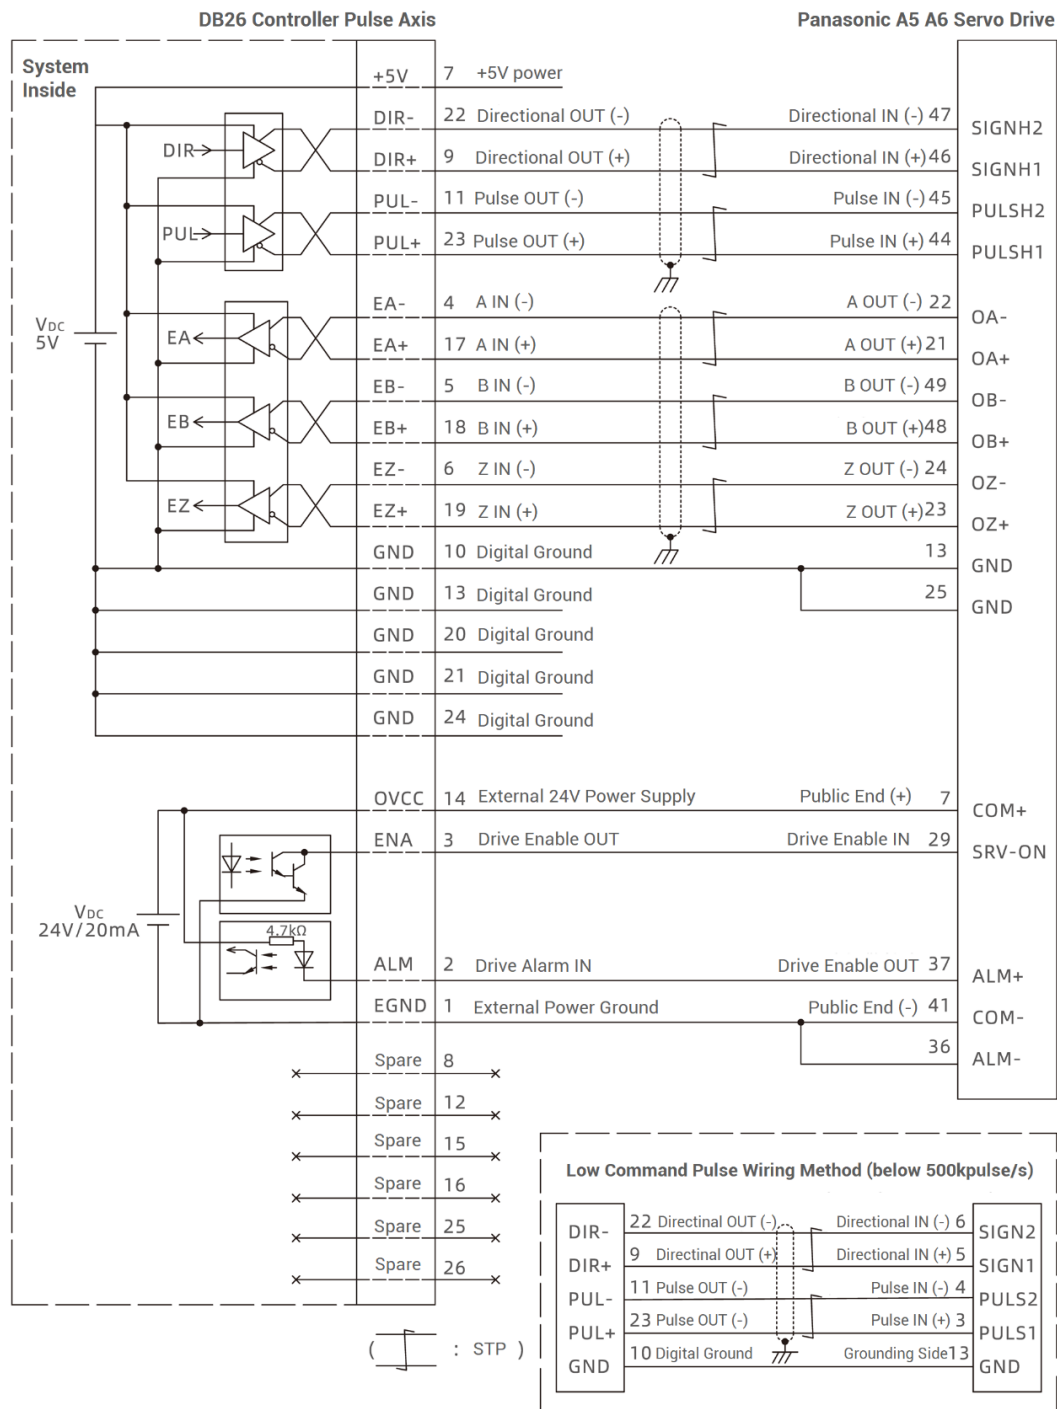 DB26 Controller Pulse Axis
Panasonic A5 A6 Servo Drive
System
Inside
+5V 7 +5V power
DIR- 22 Directional OUT (-) Directional IN (-) 47 SIGNH2
DIR
DIR+ 9 Directional OUT (+) Directional IN (+) 46 SIGNH1
PUL- 11 Pulse OUT (-) Pulse IN (-) 45 PULSH2
PUL
PUL+ 23 Pulse OUT (+) Pulse IN (+) 44 PULSH1
EA- 4 A IN (-) A OUT (-) 22 OA-
VDC
5V
EA
EA+ 17 A IN (+) A OUT (+) 21 OA+
EB- 5 B IN (-) B OUT (-) 49 OB-
EB
EB+ 18 B IN (+) B OUT (+) 48 OB+
EZ- 6 Z IN (-) Z OUT (-) 24 OZ-
EZ
EZ+ 19 Z IN (+) Z OUT (+) 23 OZ+
GND 10 Digital Ground 13 GND
GND 13 Digital Ground 25 GND
GND 20 Digital Ground
GND 21 Digital Ground
GND 24 Digital Ground
OVCC 14 External 24V Power Supply Public End (+) 7 COM+
ENA 3 Drive Enable OUT Drive Enable IN 29 SRV-ON
VDC
24V/20mA
4.7kΩ
ALM 2 Drive Alarm IN Drive Enable OUT 37 ALM+
EGND 1 External Power Ground Public End (-) 41 COM-
36 ALM-
Spare 8
Spare 12
Spare 15
Spare 16
Spare 25
Spare 26
( : STP )
Low Command Pulse Wiring Method (below 500kpulse/s)
DIR- 22 Directinal OUT (-) Directional IN (-) 6 SIGN2
DIR+ 9 Directinal OUT (+) Directional IN (+) 5 SIGN1
PUL- 11 Pulse OUT (-) Pulse IN (-) 4 PULS2
PUL+ 23 Pulse OUT (-) Pulse IN (+) 3 PULS1
GND 10 Digital Ground Grounding Side 13 GND